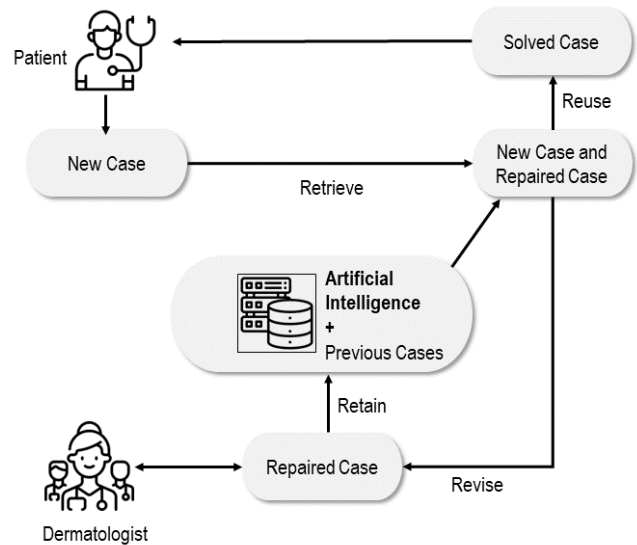 Solved Case
Patient
Reuse
New Case
New Case and
Repaired Case
Retrieve
Artificial
Intelligence
+
Previous Cases
Retain
Repaired Case
Revise
Dermatologist